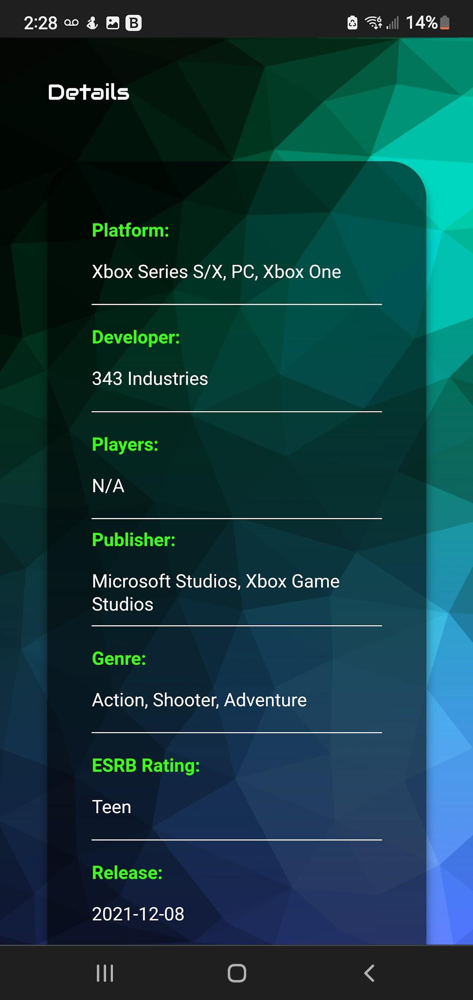 2:28
B
6
14%
Details
Platform:
Xbox Series S/X, PC, Xbox One
Developer:
343 Industries
Players:
N/A
Publisher:
Microsoft Studios, Xbox Game
Studios
Genre:
Action, Shooter, Adventure
ESRB Rating:
Teen
Release:
2021-12-08